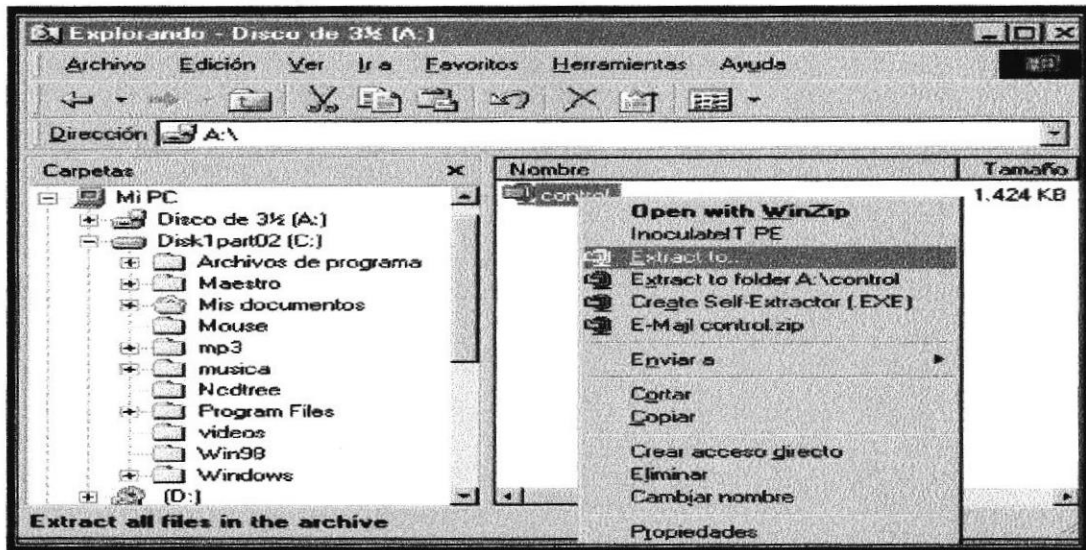 Explorando - Disco de 3½ (A:)
Archivo Edición Ver Ir a Favoritos Herramientas Ayuda
Dirección A:\
Carpetas
Mi PC
Disco de 3½ (A:)
Disk1part02 (C:)
Archivos de programa
Maestro
Mis documentos
Mouse
mp3
musica
Ncdtree
Program Files
videos
Win98
Windows
(D:)
Nombre Tamaño
control 1.424 KB
Open with WinZip
InoculateIT PE
Extract to...
Extract to folder A:\control
Create Self-Extractor (.EXE)
E-Mail control.zip
Enviar a
Cortar
Copiar
Crear acceso directo
Eliminar
Cambiar nombre
Propiedades
Extract all files in the archive